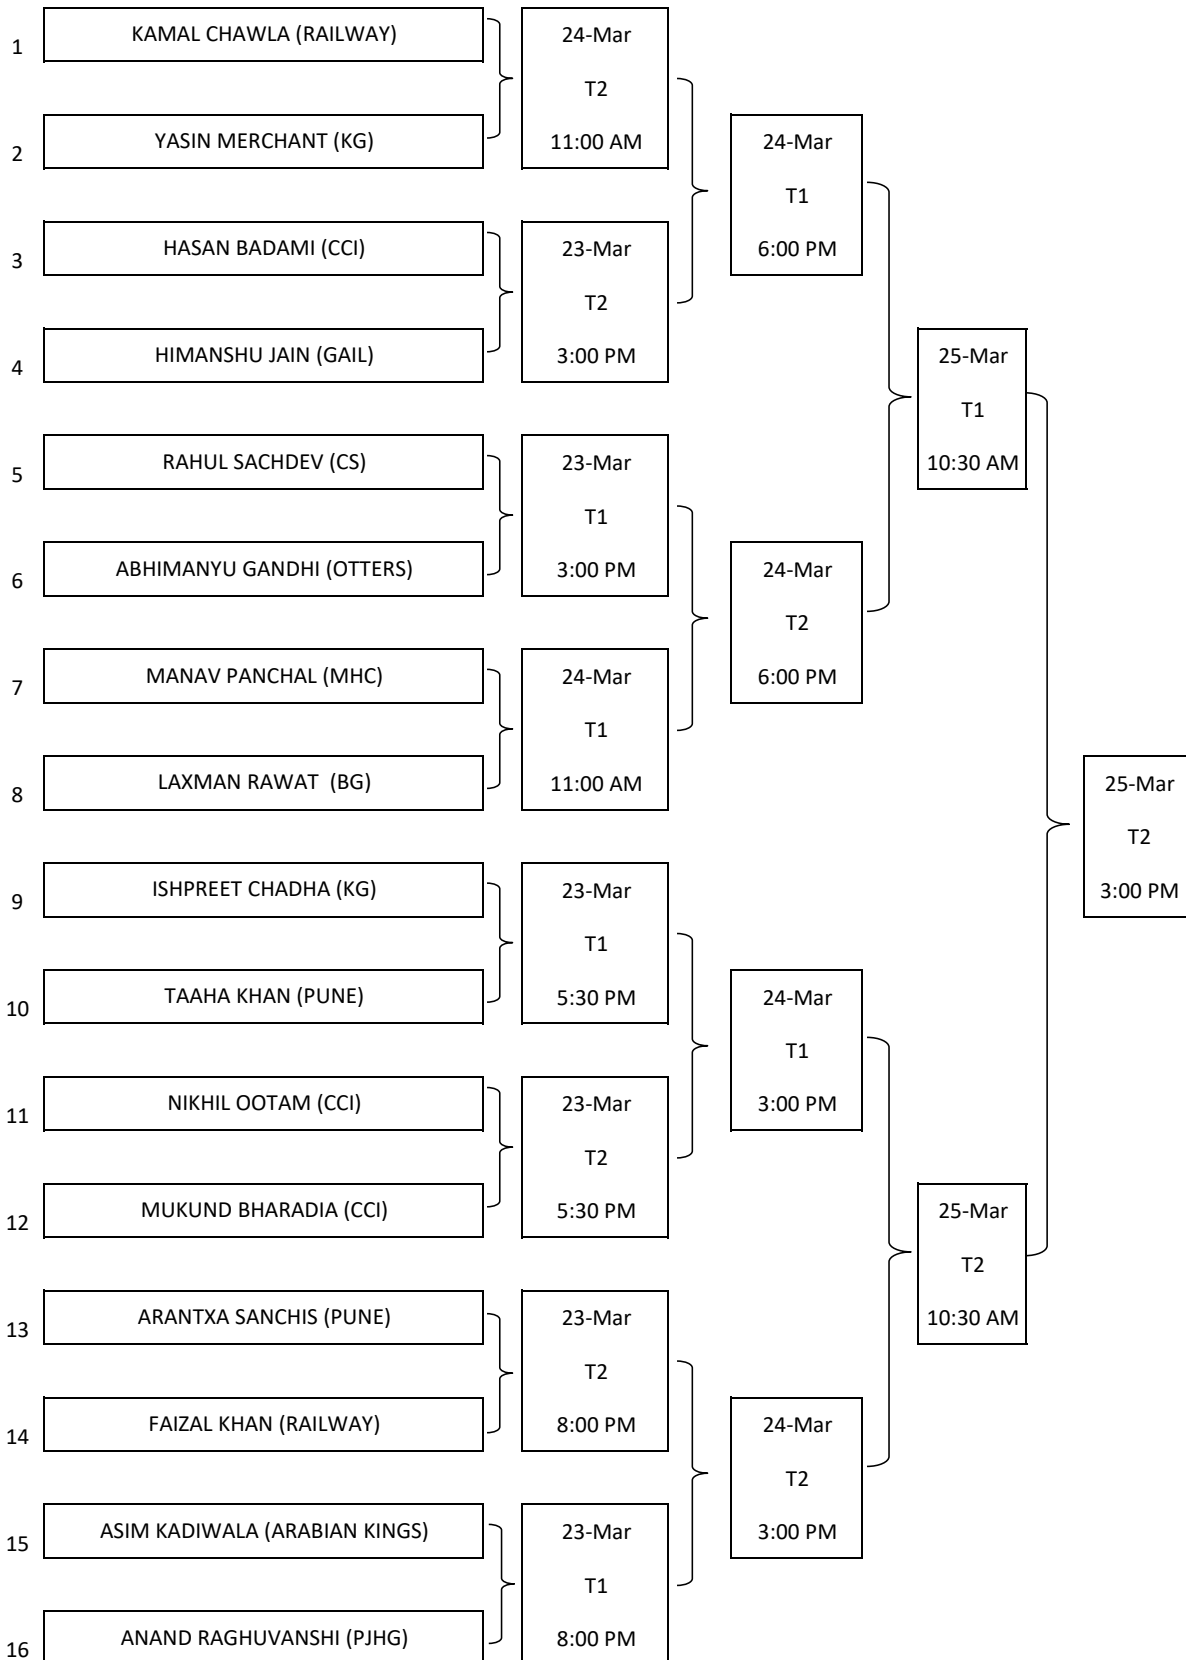 KAMAL CHAWLA (RAILWAY)
24-Mar
1
T2
YASIN MERCHANT (KG)
11:00 AM
24-Mar
2
T1
HASAN BADAMI (CCI)
23-Mar
6:00 PM
3
T2
HIMANSHU JAIN (GAIL)
3:00 PM
25-Mar
4
T1
RAHUL SACHDEV (CS)
23-Mar
10:30 AM
5
T1
ABHIMANYU GANDHI (OTTERS)
3:00 PM
24-Mar
6
T2
MANAV PANCHAL (MHC)
24-Mar
6:00 PM
7
T1
LAXMAN RAWAT  (BG)
11:00 AM
25-Mar
8
T2
ISHPREET CHADHA (KG)
23-Mar
3:00 PM
9
T1
TAAHA KHAN (PUNE)
5:30 PM
24-Mar
10
T1
NIKHIL OOTAM (CCI)
23-Mar
3:00 PM
11
T2
MUKUND BHARADIA (CCI)
5:30 PM
25-Mar
12
T2
ARANTXA SANCHIS (PUNE)
23-Mar
10:30 AM
13
T2
FAIZAL KHAN (RAILWAY)
8:00 PM
24-Mar
14
T2
ASIM KADIWALA (ARABIAN KINGS)
23-Mar
3:00 PM
15
T1
ANAND RAGHUVANSHI (PJHG)
8:00 PM
16